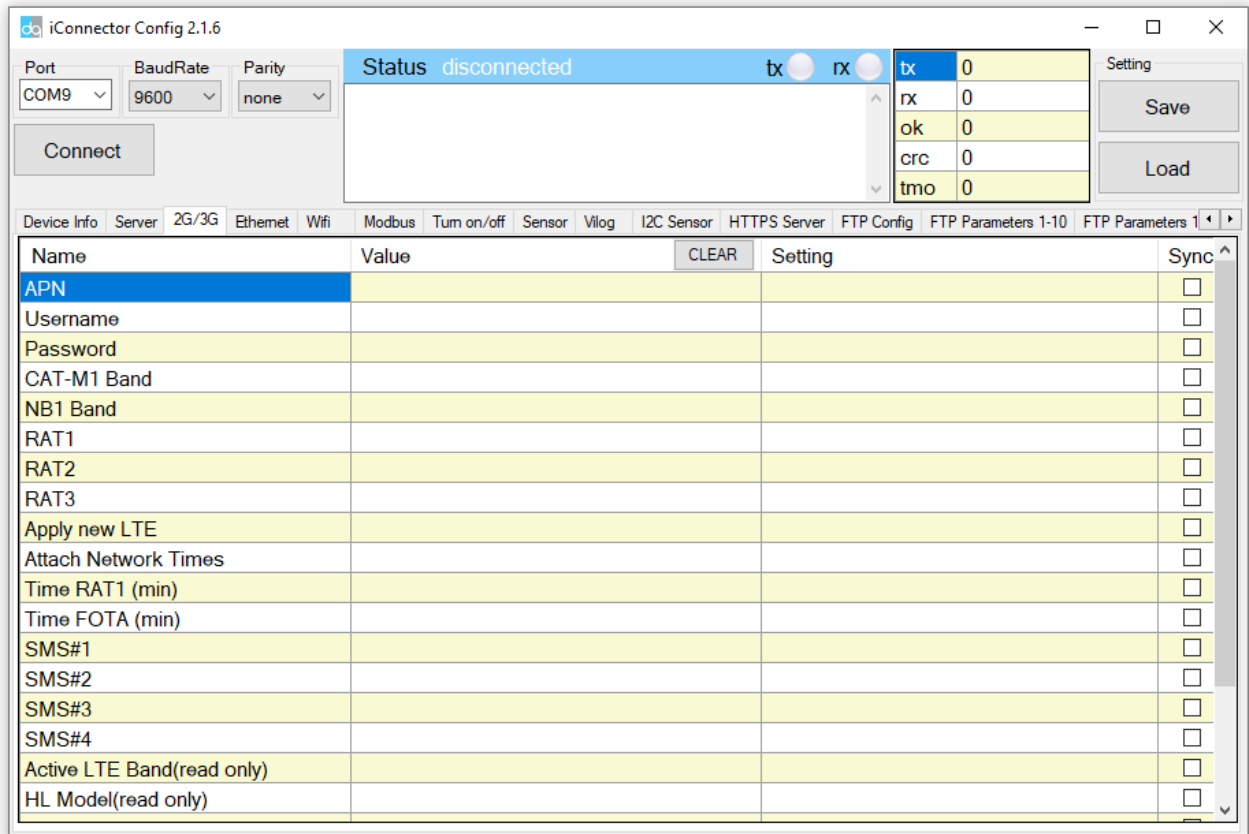 dq iConnector Config 2.1.6
Port BaudRate Parity
COM9 9600 none
Connect
Status disconnected tx rx
tx 0
rx 0
ok 0
crc 0
tmo 0
Setting
Save
Load
Device Info Server 2G/3G Ethernet Wifi Modbus Turn on/off Sensor Vilog I2C Sensor HTTPS Server FTP Config FTP Parameters 1-10 FTP Parameters 1
Name Value CLEAR Setting Sync
APN
Username
Password
CAT-M1 Band
NB1 Band
RAT1
RAT2
RAT3
Apply new LTE
Attach Network Times
Time RAT1 (min)
Time FOTA (min)
SMS#1
SMS#2
SMS#3
SMS#4
Active LTE Band(read only)
HL Model(read only)